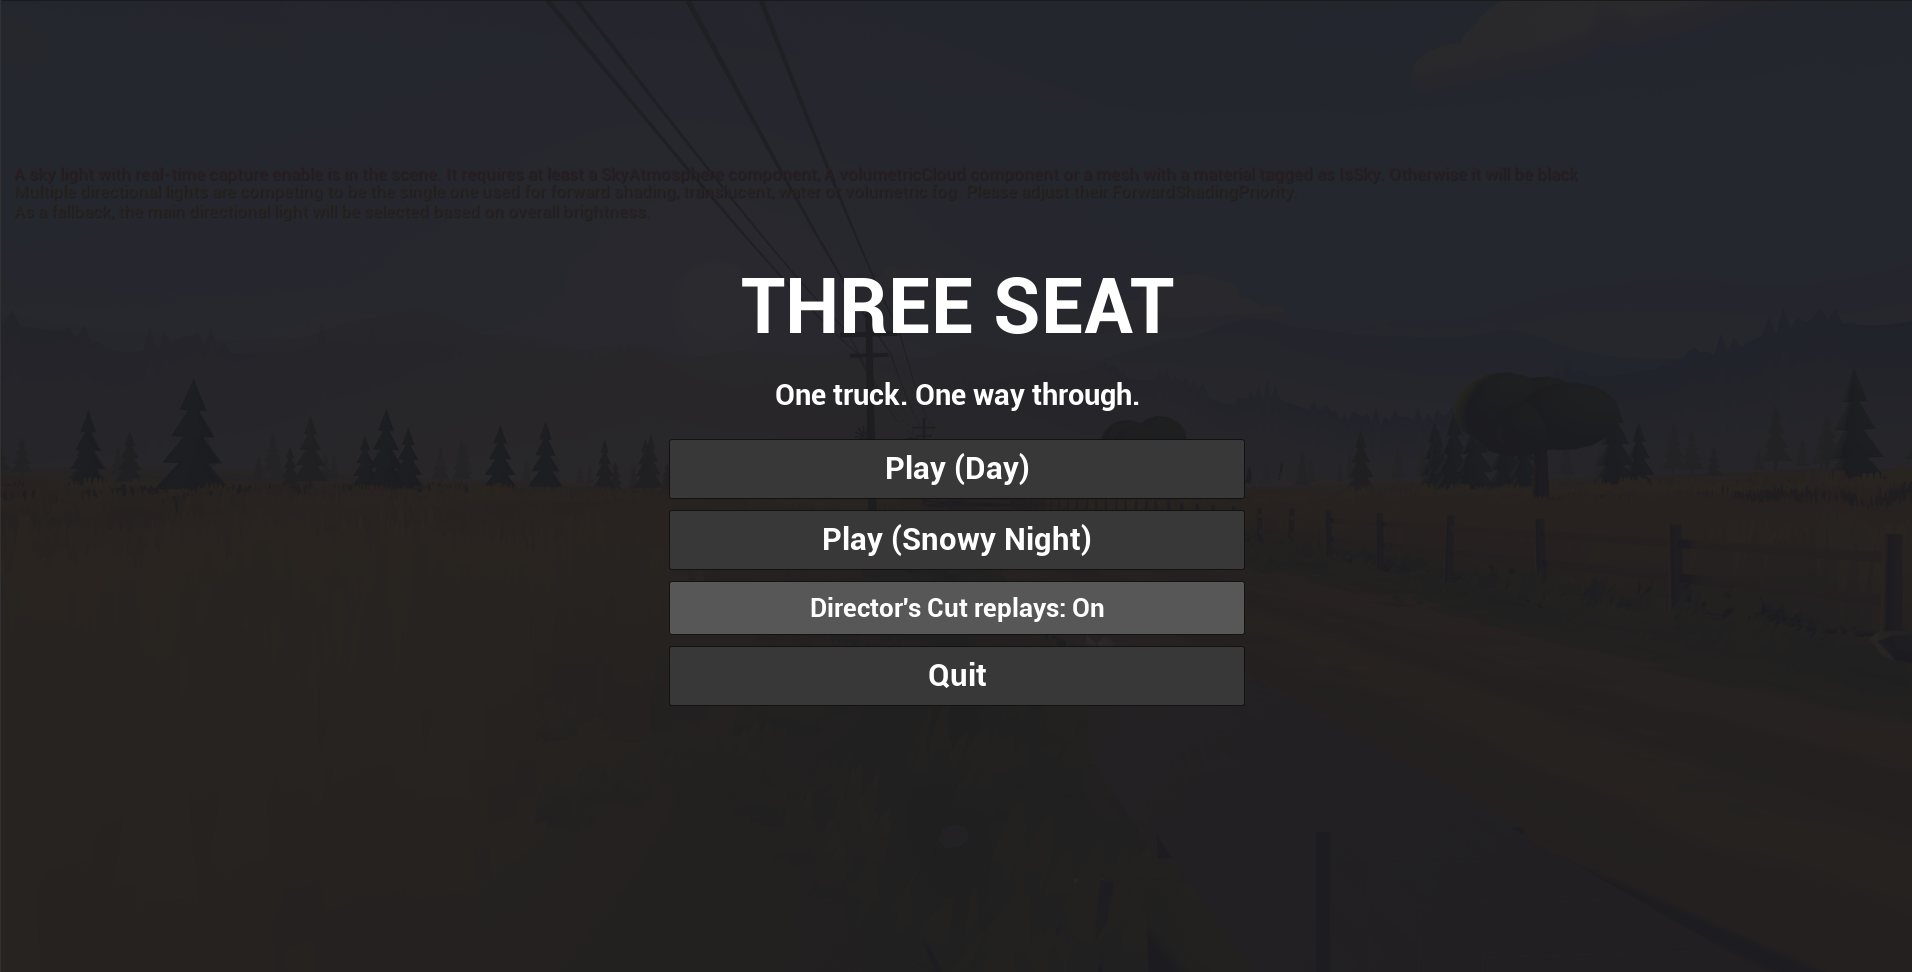 A sky light with real-time capture enable is in the scene. It requires at least a SkyAtmosphere component, A volumetricCloud component or a mesh with a material tagged as IsSky. Otherwise it will be black
Multiple directional lights are competing to be the single one used for forward shading, translucent, water or volumetric fog. Please adjust their ForwardShadingPriority.
As a fallback, the main directional light will be selected based on overall brightness.
THREE SEAT
One truck. One way through.
Play (Day)
Play (Snowy Night)
Director's Cut replays: On
Quit